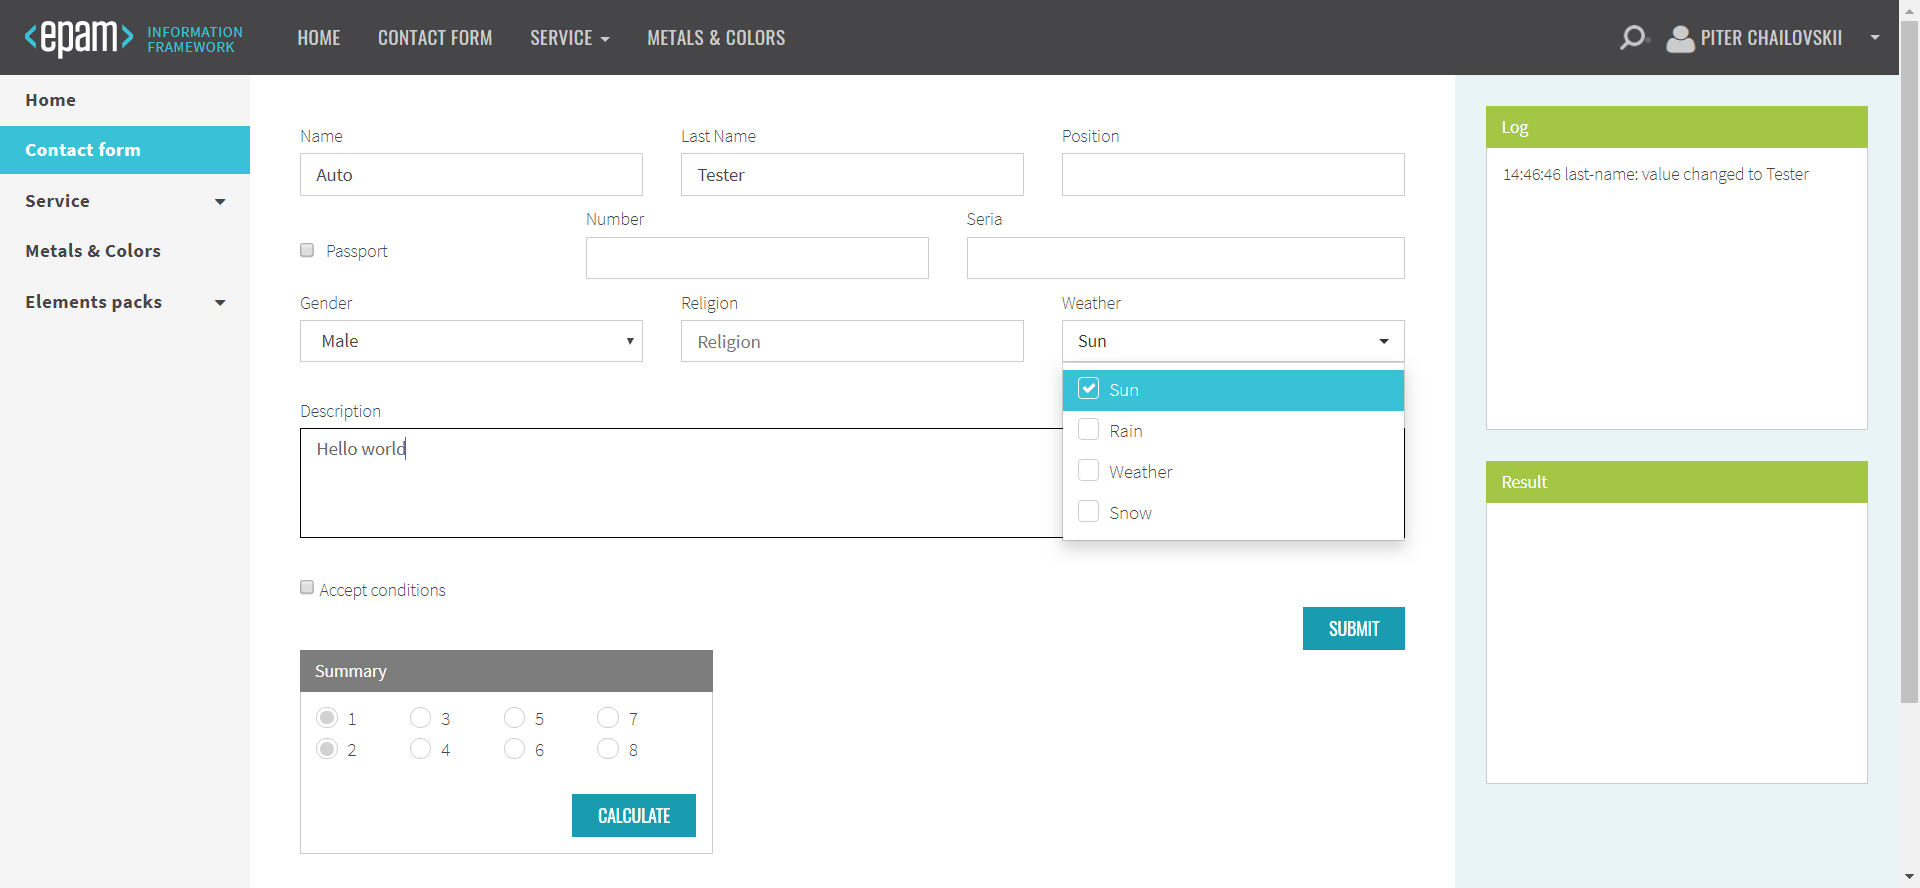 <epam> INFORMATION FRAMEWORK
HOME
CONTACT FORM
SERVICE
METALS & COLORS
PITER CHAILOVSKII
Home
Contact form
Service
Metals & Colors
Elements packs
Name
Last Name
Position
Auto
Tester
Number
Seria
Passport
Gender
Religion
Weather
Male
Religion
Sun
Sun
Rain
Weather
Snow
Description
Hello world
Accept conditions
SUBMIT
Summary
1 3 5 7
2 4 6 8
CALCULATE
Log
14:46:46 last-name: value changed to Tester
Result